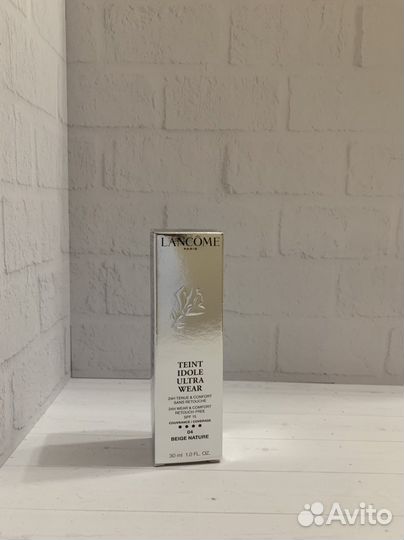 LANCÔME
PARIS
TEINT
IDOLE
ULTRA
WEAR
24H TENUE & CONFORT
SANS RETOUCHE
24H WEAR & COMFORT
RETOUCH-FREE
SPF 15
COUVRANCE / COVERAGE
04
BEIGE NATURE
30 ml 1.0 FL. OZ.
Avito